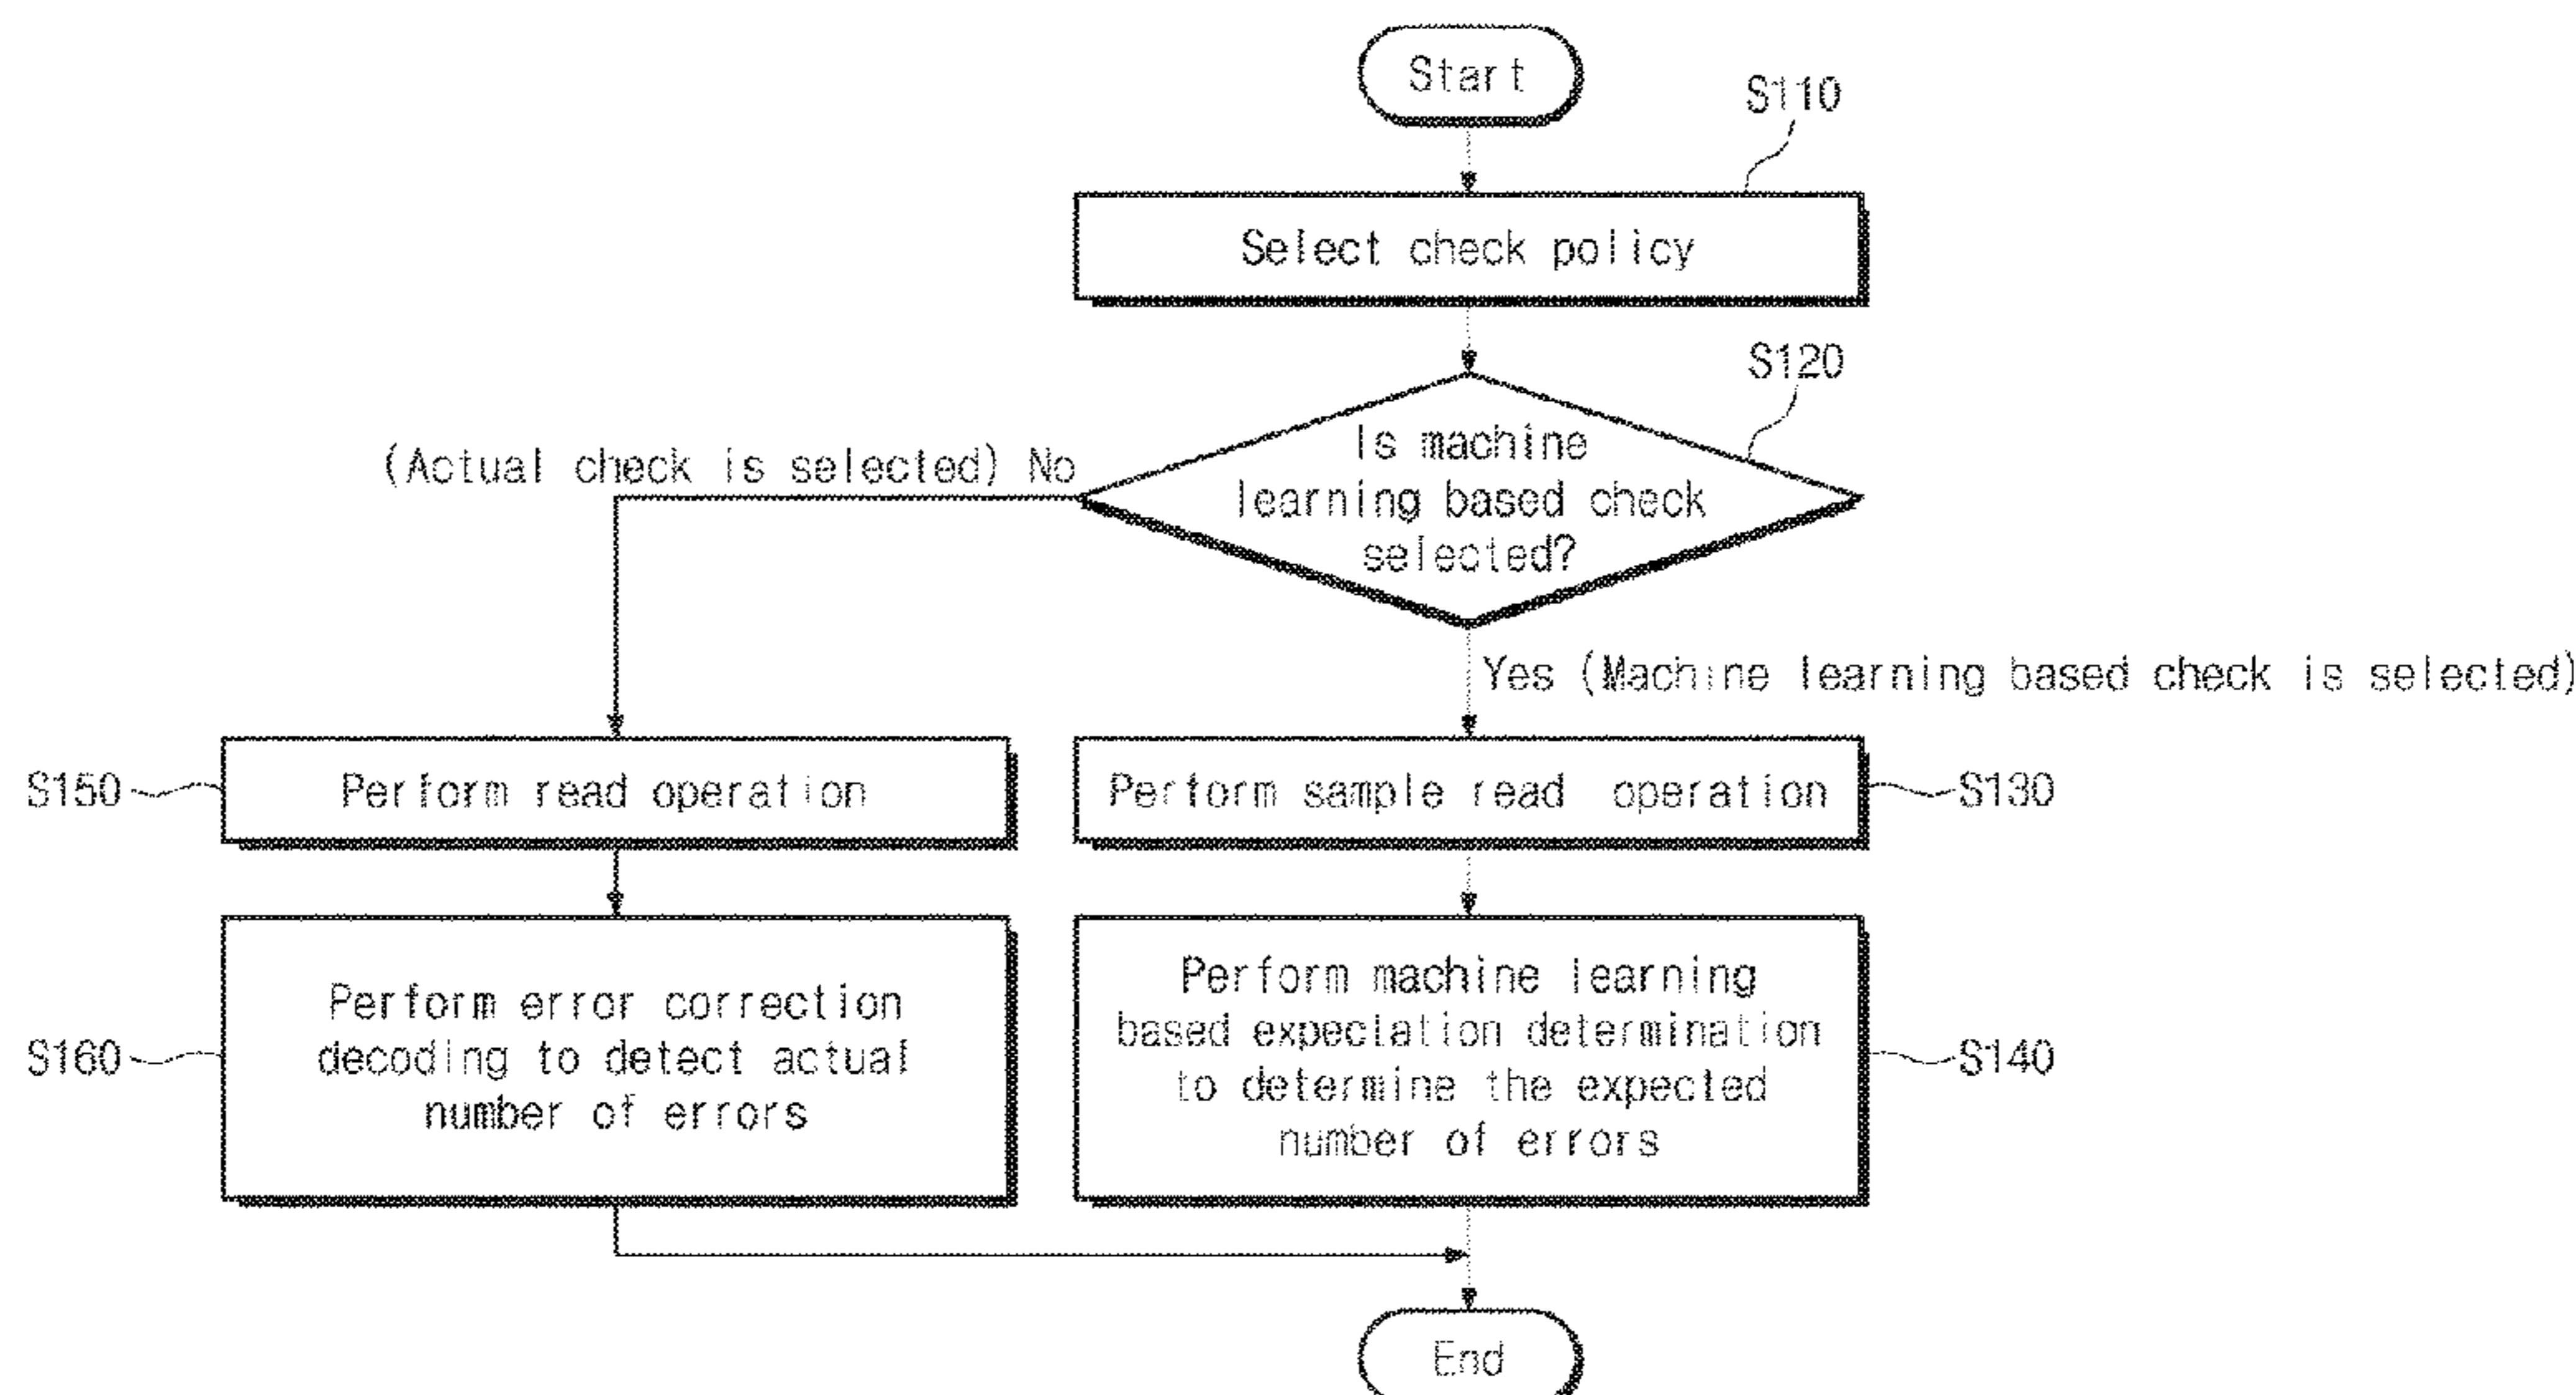 Start
S110
Select check policy
S120
Is machine
learning based check
selected?
(Actual check is selected) No
Yes (Machine learning based check is selected)
S150
Perform read operation
Perform sample read operation
S130
S160
Perform error correction
decoding to detect actual
number of errors
Perform machine learning
based expectation determination
to determine the expected
number of errors
S140
End